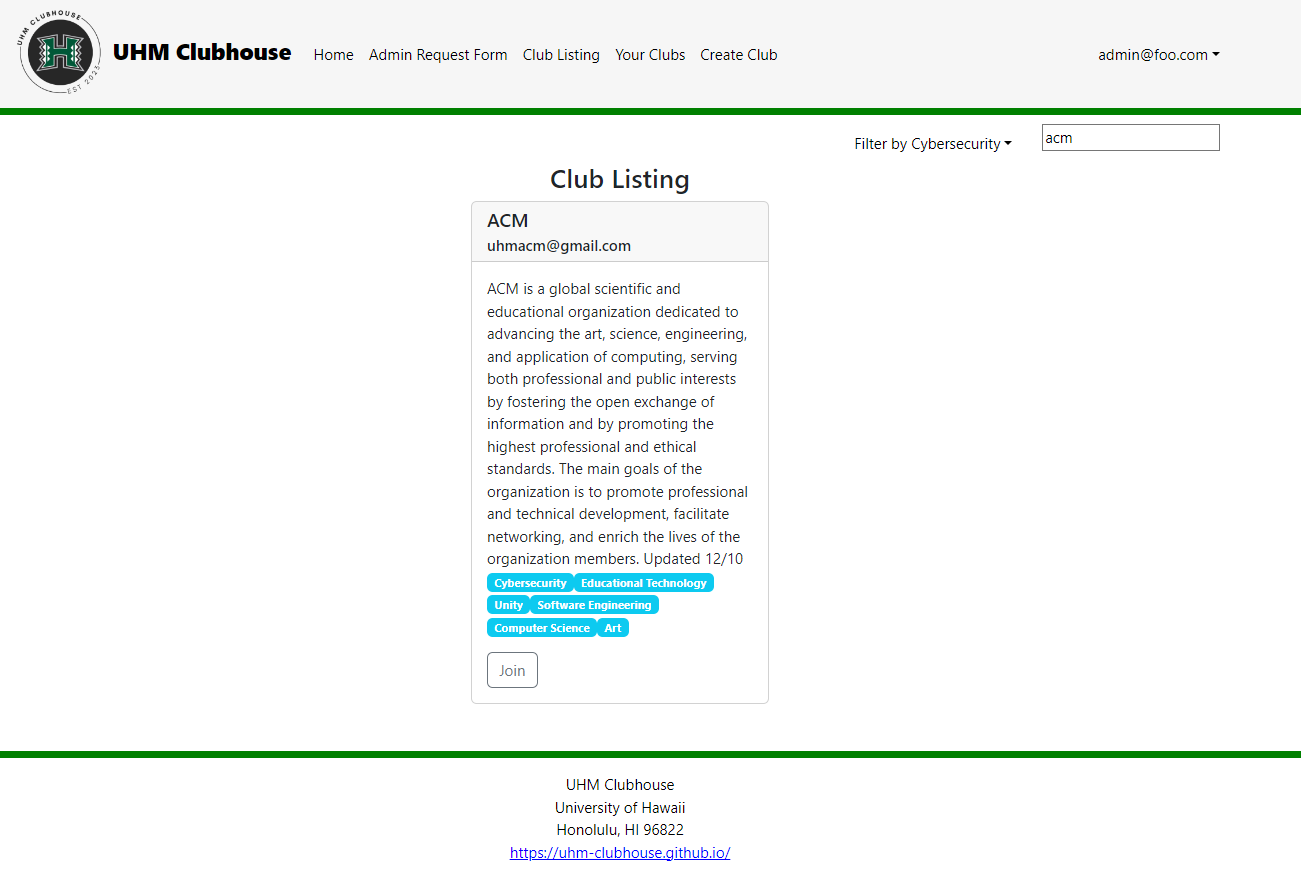 UHM CLUBHOUSE
H
EST 2023
UHM Clubhouse
Home
Admin Request Form
Club Listing
Your Clubs
Create Club
admin@foo.com
Filter by Cybersecurity
acm
Club Listing
ACM
uhmacm@gmail.com
ACM is a global scientific and
educational organization dedicated to
advancing the art, science, engineering,
and application of computing, serving
both professional and public interests
by fostering the open exchange of
information and by promoting the
highest professional and ethical
standards. The main goals of the
organization is to promote professional
and technical development, facilitate
networking, and enrich the lives of the
organization members. Updated 12/10
Cybersecurity Educational Technology
Unity Software Engineering
Computer Science Art
Join
UHM Clubhouse
University of Hawaii
Honolulu, HI 96822
https://uhm-clubhouse.github.io/